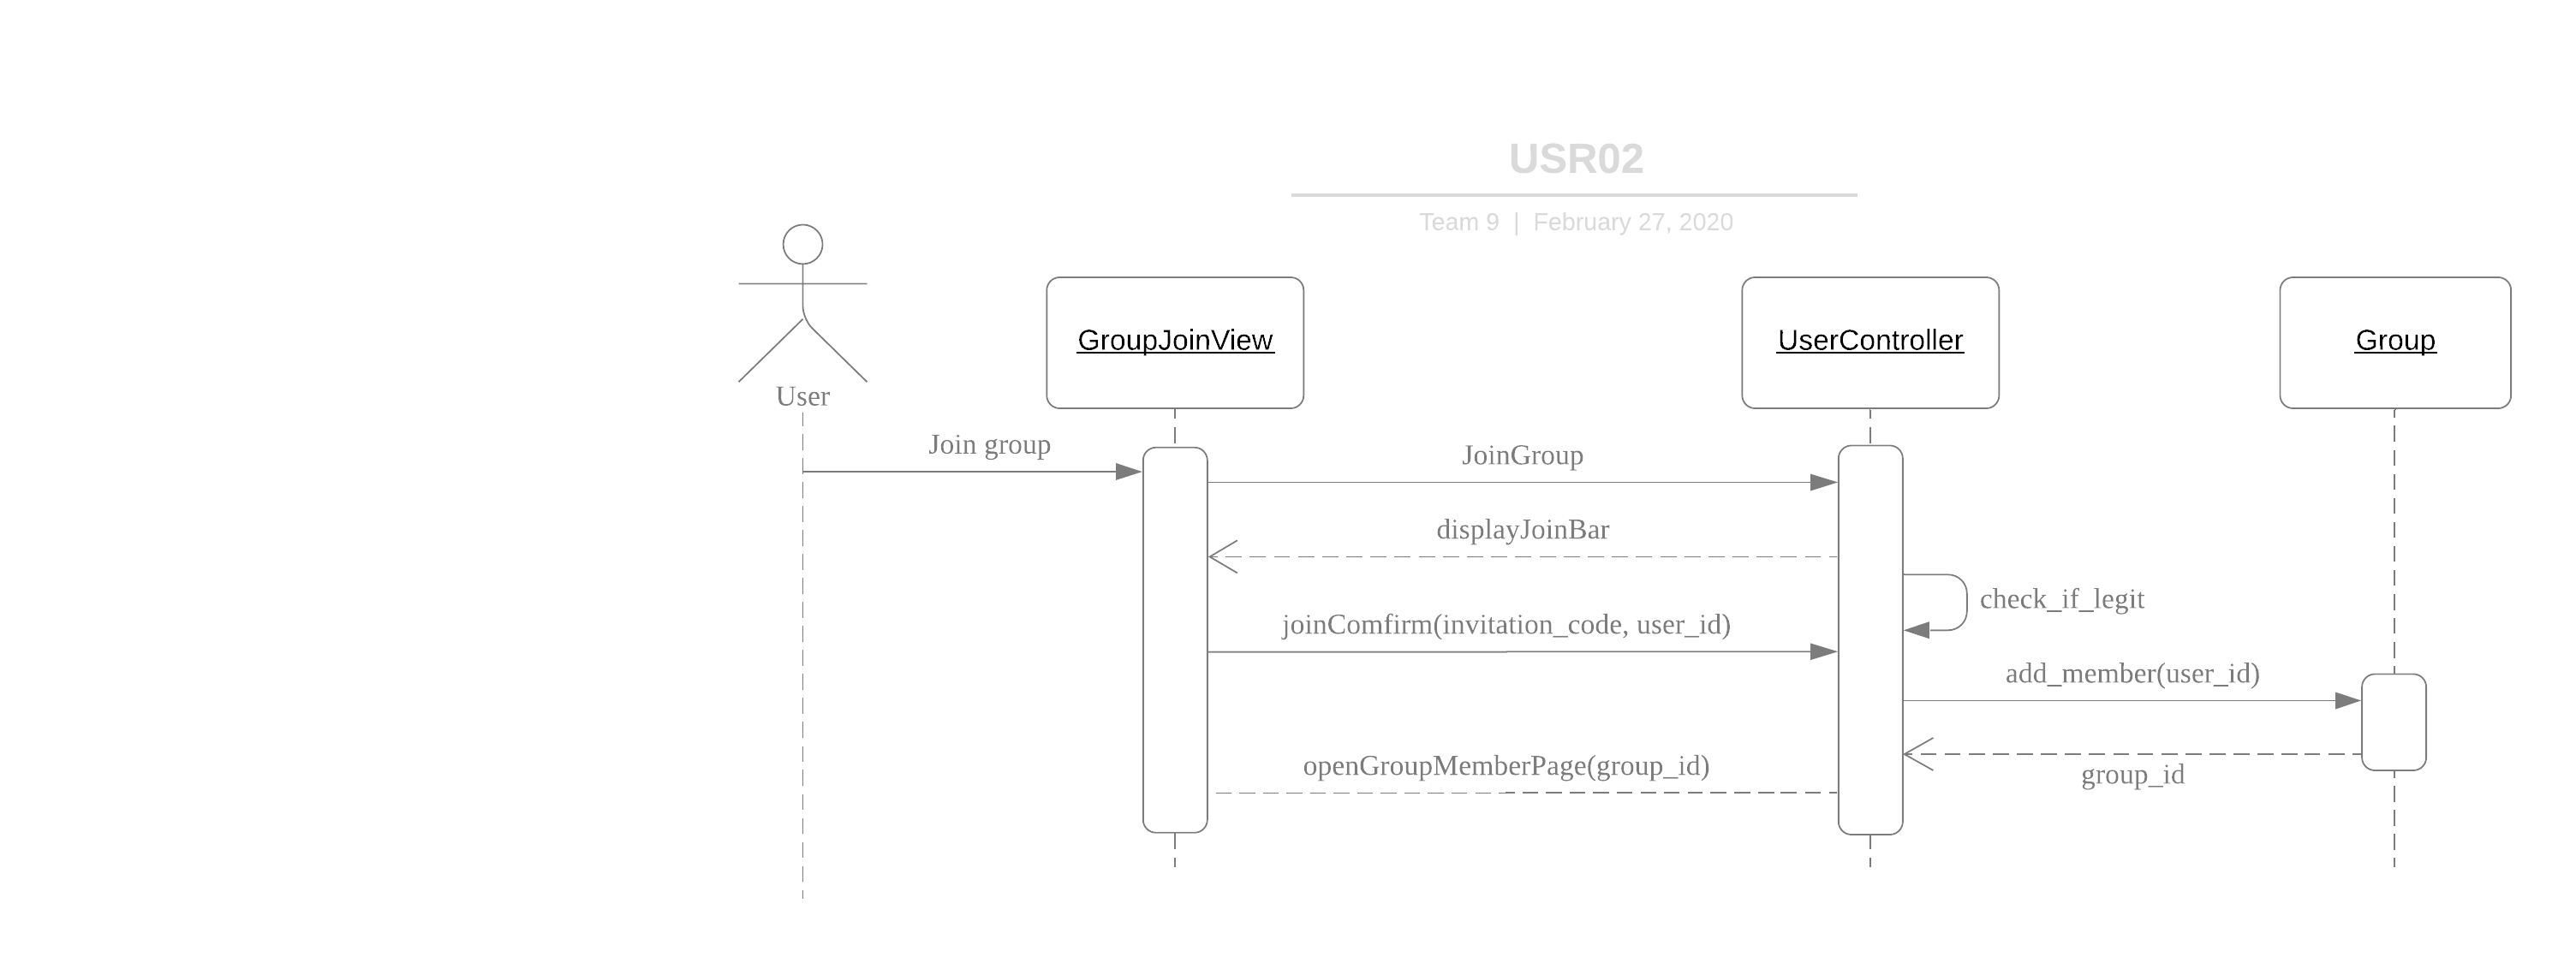 USR02
Team 9 | February 27, 2020
GroupJoinView
UserController
Group
User
Join group
JoinGroup
displayJoinBar
check_if_legit
joinComfirm(invitation_code, user_id)
add_member(user_id)
openGroupMemberPage(group_id)
group_id